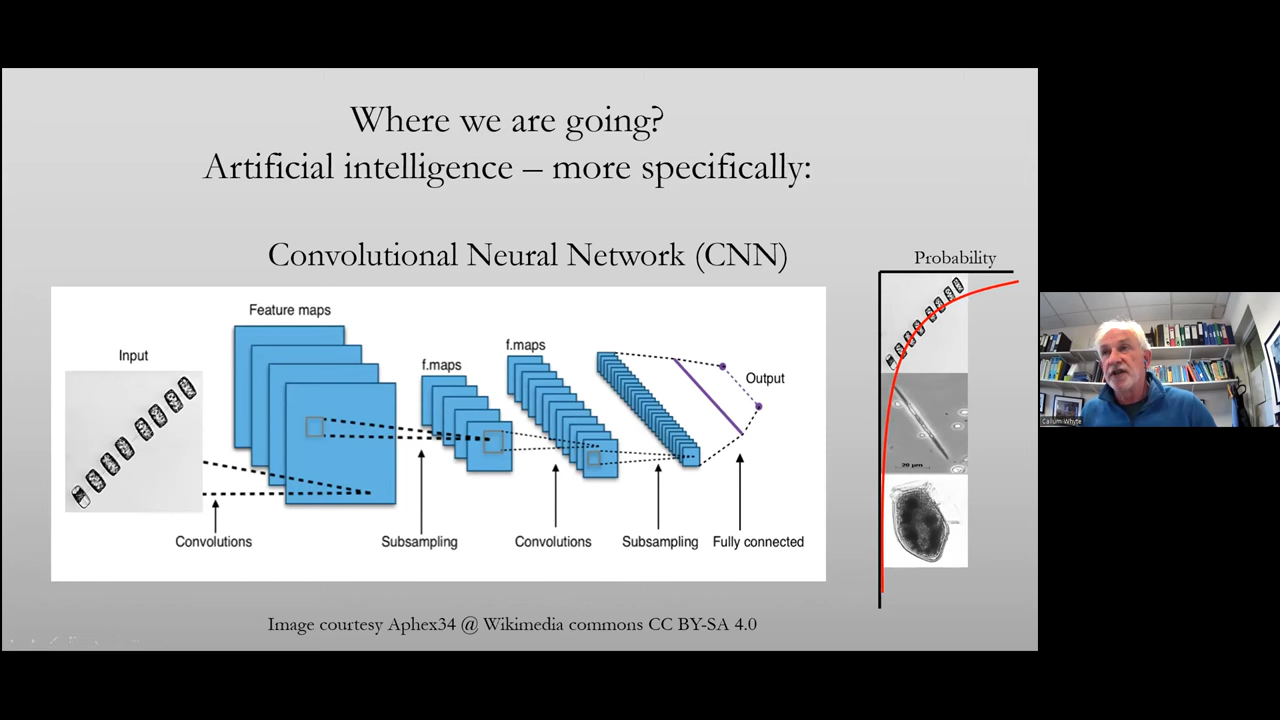 Where we are going?
Artificial intelligence – more specifically:
Convolutional Neural Network (CNN)
Probability
Feature maps
f.maps
f.maps
Input
Output
20 µm
Convolutions
Subsampling
Convolutions
Subsampling
Fully connected
Image courtesy Aphex34 @ Wikimedia commons CC BY-SA 4.0
Callum Whyte